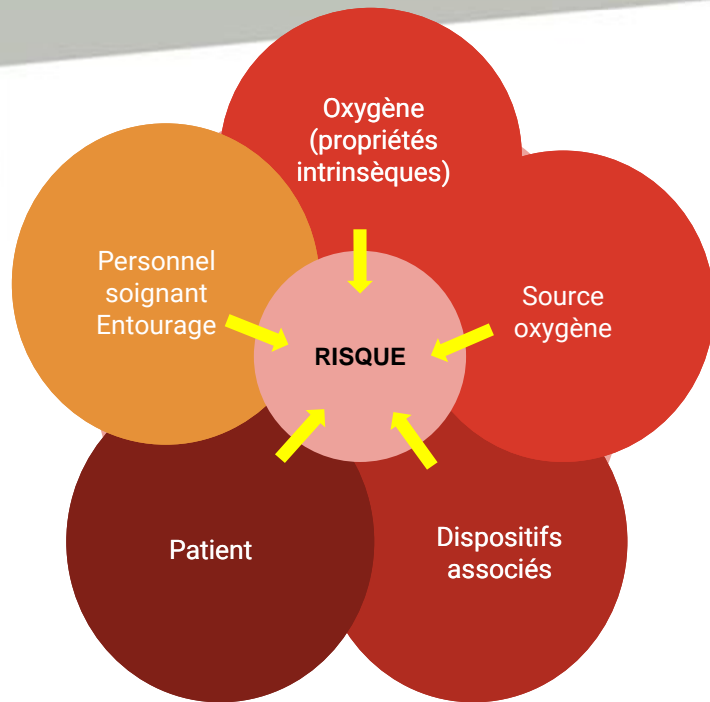 Oxygène
(propriétés
intrinsèques)
Personnel
soignant
Entourage
Source
oxygène
RISQUE
Patient
Dispositifs
associés